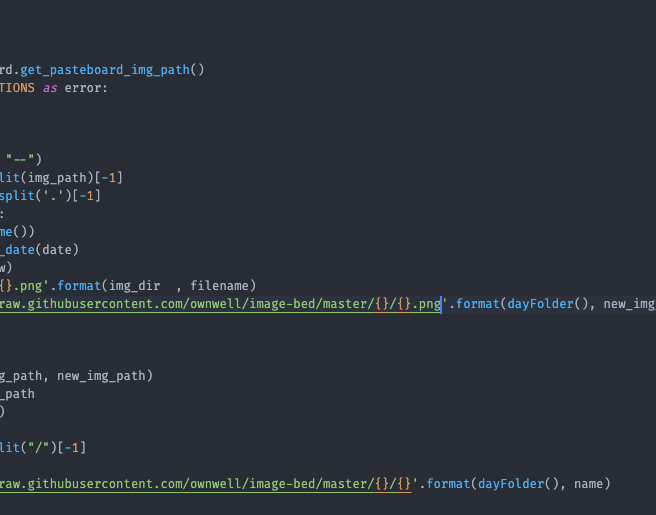 rd.get_pasteboard_img_path()
TIONS as error:
"--")
lit(img_path)[-1]
split('.')[-1]
:
me())
_date(date)
w)
{}.png'.format(img_dir  , filename)
raw.githubusercontent.com/ownwell/image-bed/master/{}/{}.png'.format(dayFolder(), new_img
g_path, new_img_path)
_path
)
lit("/")[-1]
raw.githubusercontent.com/ownwell/image-bed/master/{}/{}'.format(dayFolder(), name)